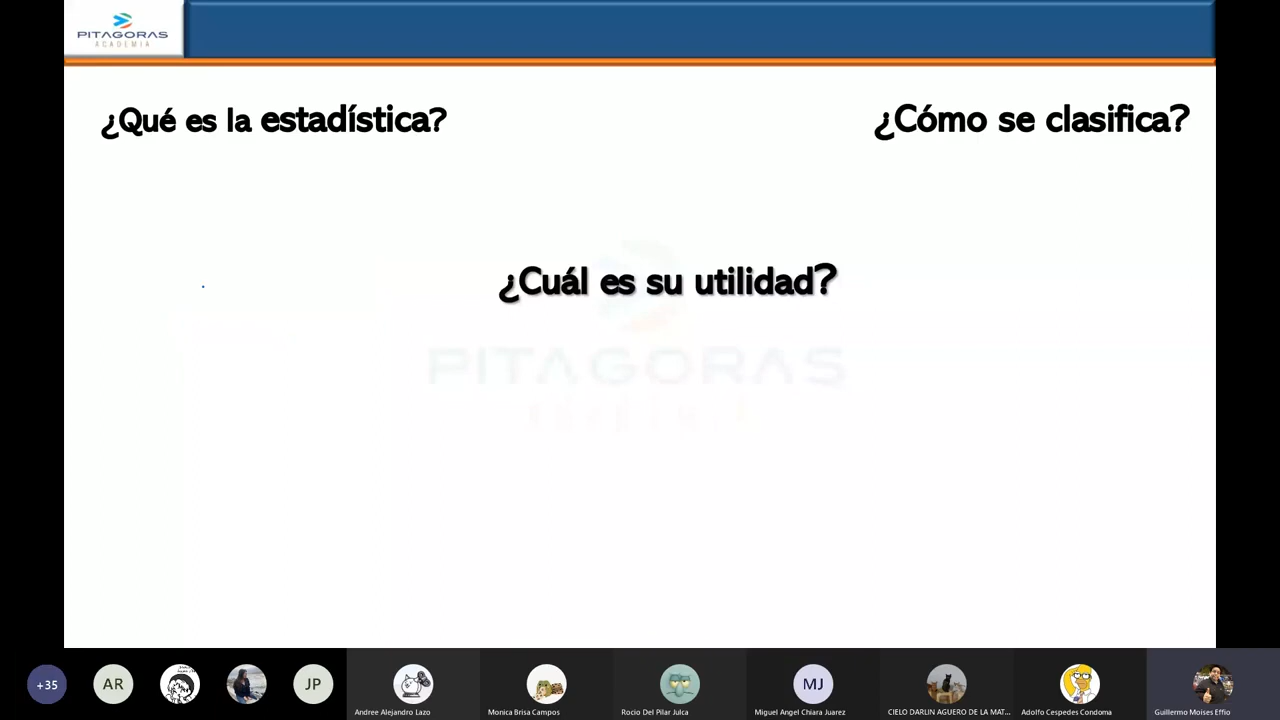 PITAGORAS
ACADEMIA
¿Qué es la estadística?
¿Cómo se clasifica?
¿Cuál es su utilidad?
PITAGORAS
+35
AR
JP
MJ
Andree Alejandro Lazo
Monica Brisa Campos
Rocio Del Pilar Julca
Miguel Angel Chiara Juarez
CIELO DARLIN AGUERO DE LA MAT...
Adolfo Cespedes Condoma
Guillermo Moises Effio